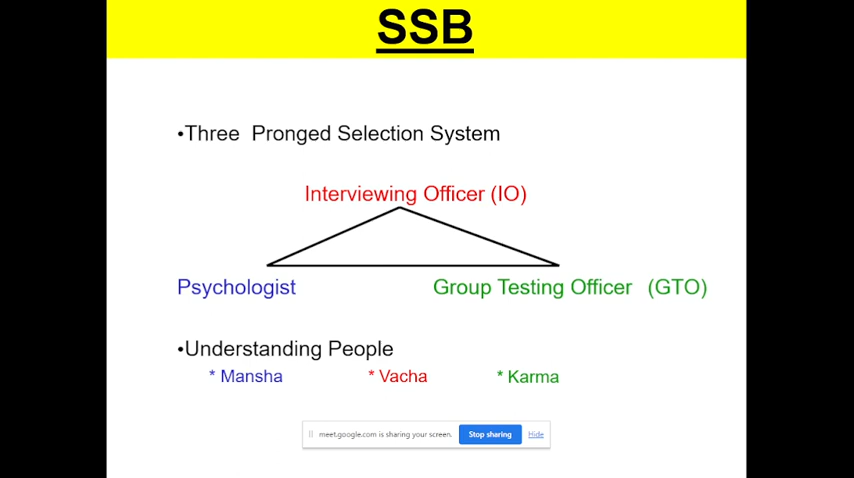 SSB
•Three Pronged Selection System
Interviewing Officer (IO)
Psychologist Group Testing Officer (GTO)
•Understanding People
* Mansha * Vacha * Karma
meet.google.com is sharing your screen. Stop sharing Hide